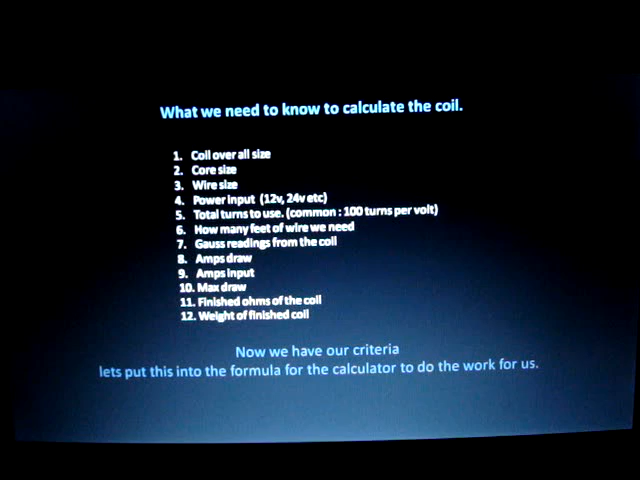 What we need to know to calculate the coil.
1. Coil over all size
2. Core size
3. Wire size
4. Power input (12v, 24v etc)
5. Total turns to use. (common : 100 turns per volt)
6. How many feet of wire we need
7. Gauss readings from the coil
8. Amps draw
9. Amps input
10. Max draw
11. Finished ohms of the coil
12. Weight of finished coil
Now we have our criteria
lets put this into the formula for the calculator to do the work for us.